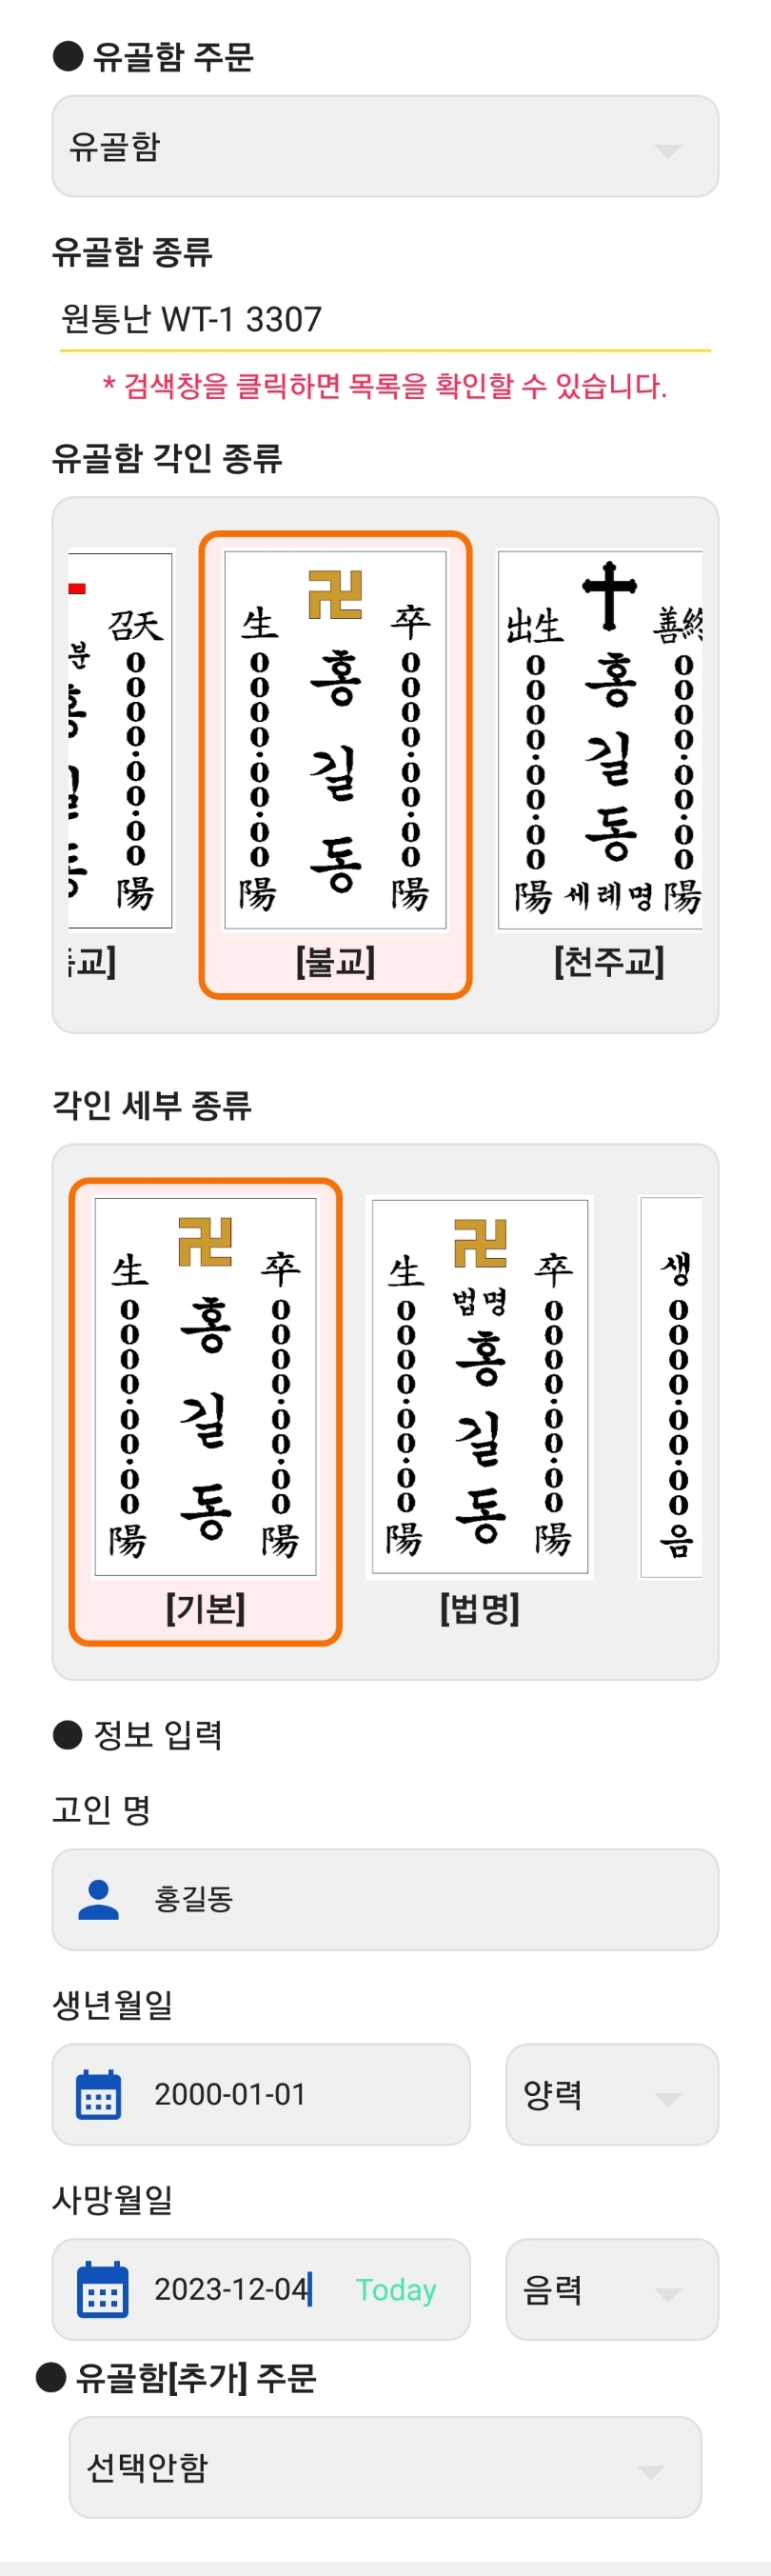 ● 유골함 주문
유골함
유골함 종류
원통난 WT-1 3307
* 검색창을 클릭하면 목록을 확인할 수 있습니다.
유골함 각인 종류
召天
0000.00.00
陽
生
0000.00.00
陽
卍
홍길동
卒
0000.00.00
陽
[불교]
出生
0000.00.00
陽
홍길동
세례명
善終
0000.00.00
陽
[천주교]
각인 세부 종류
生
0000.00.00
陽
卍
홍길동
卒
0000.00.00
陽
[기본]
生
0000.00.00
陽
卍
법명
홍길동
卒
0000.00.00
陽
[법명]
생
0000.00.00
음
● 정보 입력
고인 명
홍길동
생년월일
2000-01-01 양력
사망월일
2023-12-04 Today 음력
● 유골함[추가] 주문
선택안함